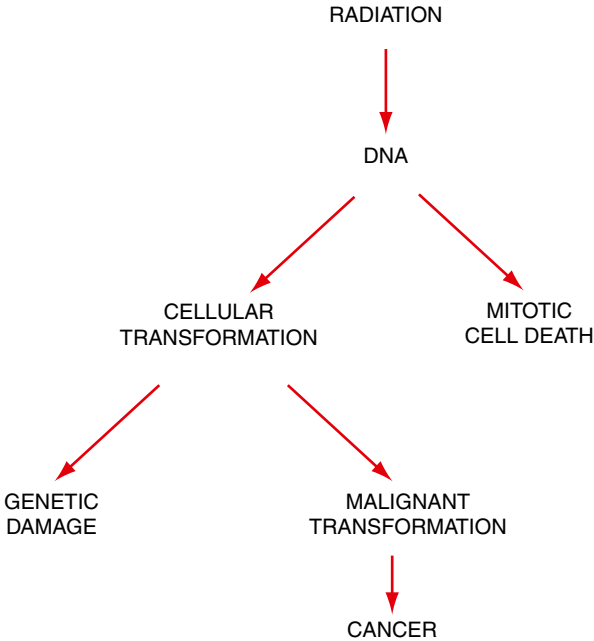 RADIATION
DNA
CELLULAR
TRANSFORMATION
MITOTIC
CELL DEATH
GENETIC
DAMAGE
MALIGNANT
TRANSFORMATION
CANCER